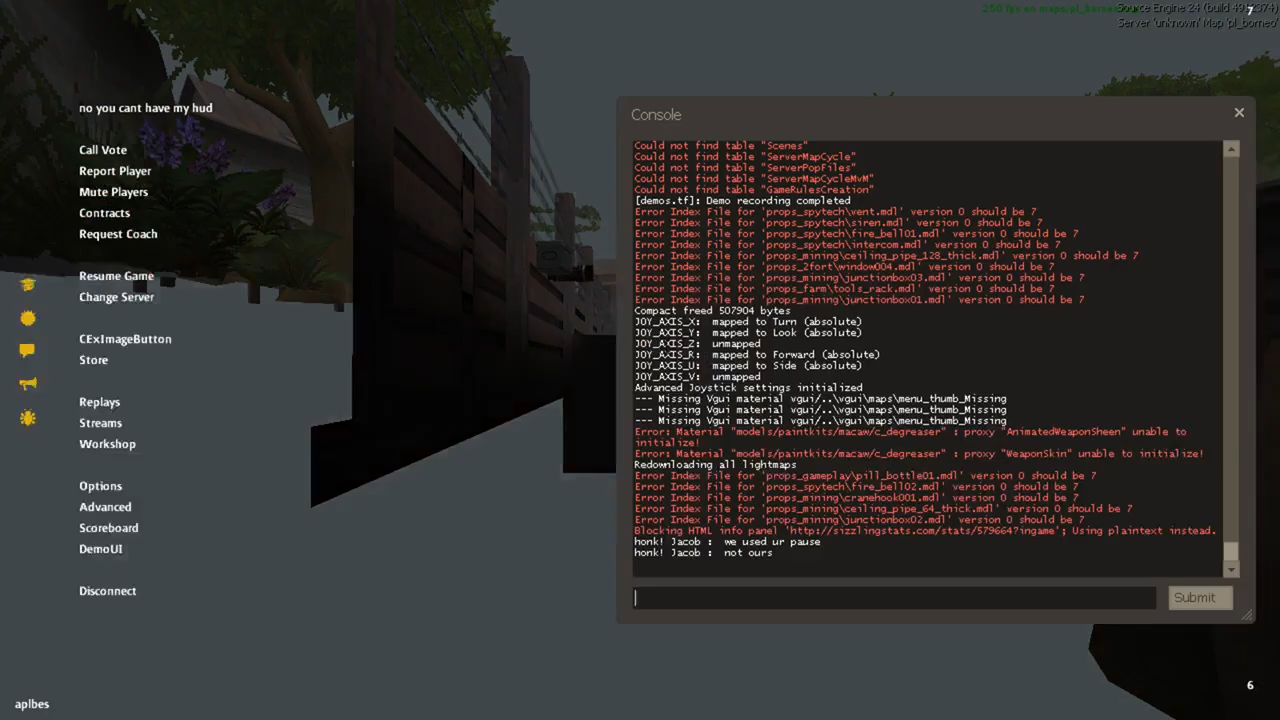 250 fps on maps/pl_borneo
Source Engine 24 (build 49
7
Server 'unknown' Map 'pl_borneo'
no you cant have my hud
Call Vote
Report Player
Mute Players
Contracts
Request Coach
Resume Game
Change Server
CExImageButton
Store
Replays
Streams
Workshop
Options
Advanced
Scoreboard
DemoUI
Disconnect
aplbes
Console
Could not find table "Scenes"
Could not find table "ServerMapCycle"
Could not find table "ServerPopFiles"
Could not find table "ServerMapCycleMvM"
Could not find table "GameRulesCreation"
[demos.tf]: Demo recording completed
Error Index File for 'props_spytech\vent.mdl' version 0 should be 7
Error Index File for 'props_spytech\siren.mdl' version 0 should be 7
Error Index File for 'props_spytech\fire_bell01.mdl' version 0 should be 7
Error Index File for 'props_spytech\intercom.mdl' version 0 should be 7
Error Index File for 'props_mining\ceiling_pipe_128_thick.mdl' version 0 should be 7
Error Index File for 'props_2fort\window004.mdl' version 0 should be 7
Error Index File for 'props_mining\junctionbox03.mdl' version 0 should be 7
Error Index File for 'props_farm\tools_rack.mdl' version 0 should be 7
Error Index File for 'props_mining\junctionbox01.mdl' version 0 should be 7
Compact freed 507904 bytes
JOY_AXIS_X:  mapped to Turn (absolute)
JOY_AXIS_Y:  mapped to Look (absolute)
JOY_AXIS_Z:  unmapped
JOY_AXIS_R:  mapped to Forward (absolute)
JOY_AXIS_U:  mapped to Side (absolute)
JOY_AXIS_V:  unmapped
Advanced Joystick settings initialized
--- Missing Vgui material vgui/..\vgui\maps\menu_thumb_Missing
--- Missing Vgui material vgui/..\vgui\maps\menu_thumb_Missing
--- Missing Vgui material vgui/..\vgui\maps\menu_thumb_Missing
Error: Material "models/paintkits/macaw/c_degreaser" : proxy "AnimatedWeaponSheen" unable to
initialize!
Error: Material "models/paintkits/macaw/c_degreaser" : proxy "WeaponSkin" unable to initialize!
Redownloading all lightmaps
Error Index File for 'props_gameplay\pill_bottle01.mdl' version 0 should be 7
Error Index File for 'props_spytech\fire_bell02.mdl' version 0 should be 7
Error Index File for 'props_mining\cranehook001.mdl' version 0 should be 7
Error Index File for 'props_mining\ceiling_pipe_64_thick.mdl' version 0 should be 7
Error Index File for 'props_mining\junctionbox02.mdl' version 0 should be 7
Blocking HTML info panel 'http://sizzlingstats.com/stats/579664?ingame'; Using plaintext instead.
honk! Jacob :  we used ur pause
honk! Jacob :  not ours
Submit
6